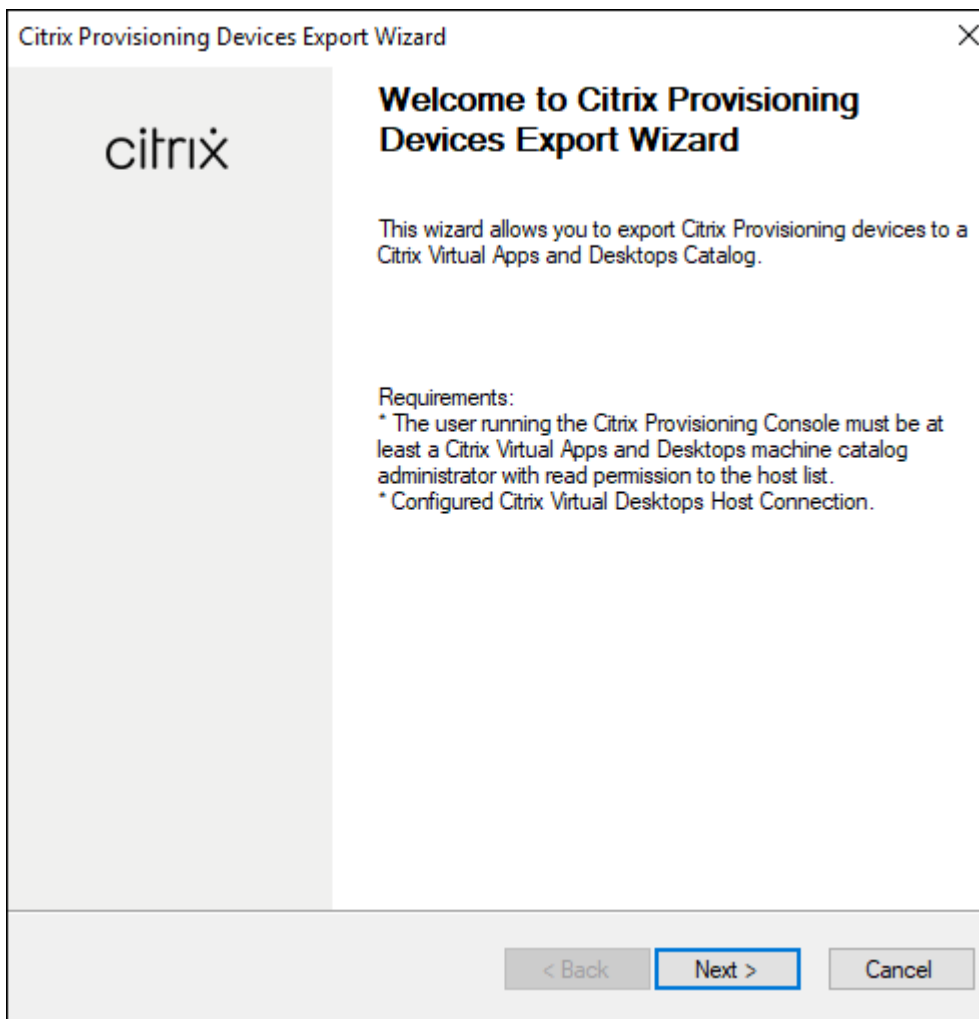 Citrix Provisioning Devices Export Wizard
citrix
Welcome to Citrix Provisioning
Devices Export Wizard
This wizard allows you to export Citrix Provisioning devices to a
Citrix Virtual Apps and Desktops Catalog.
Requirements:
* The user running the Citrix Provisioning Console must be at
least a Citrix Virtual Apps and Desktops machine catalog
administrator with read permission to the host list.
* Configured Citrix Virtual Desktops Host Connection.
< Back
Next >
Cancel